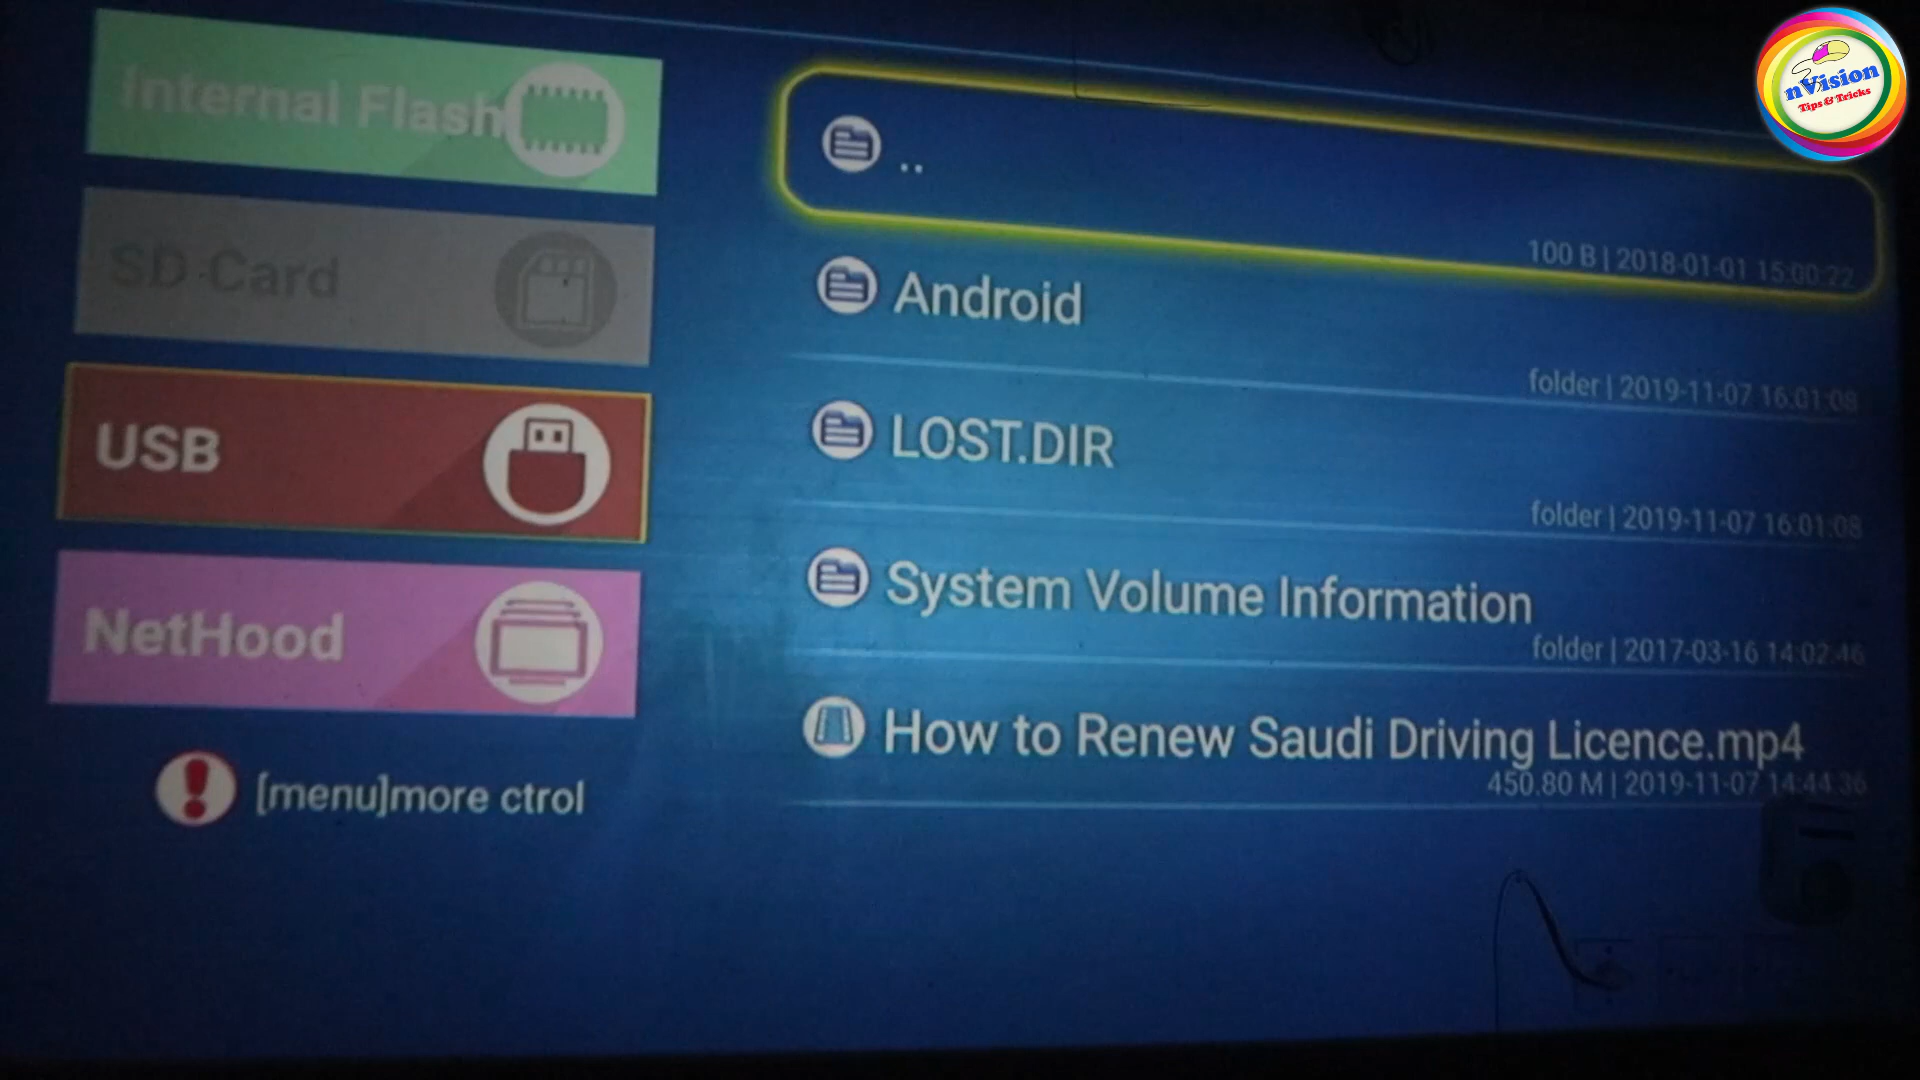 Internal Flash
SD Card
USB
NetHood
[menu]more ctrol
..
100 B | 2018-01-01 15:00:22
Android
folder | 2019-11-07 16:01:08
LOST.DIR
folder | 2019-11-07 16:01:08
System Volume Information
folder | 2017-03-16 14:02:46
How to Renew Saudi Driving Licence.mp4
450.80 M | 2019-11-07 14:44:36
nVision
Tips & Tricks